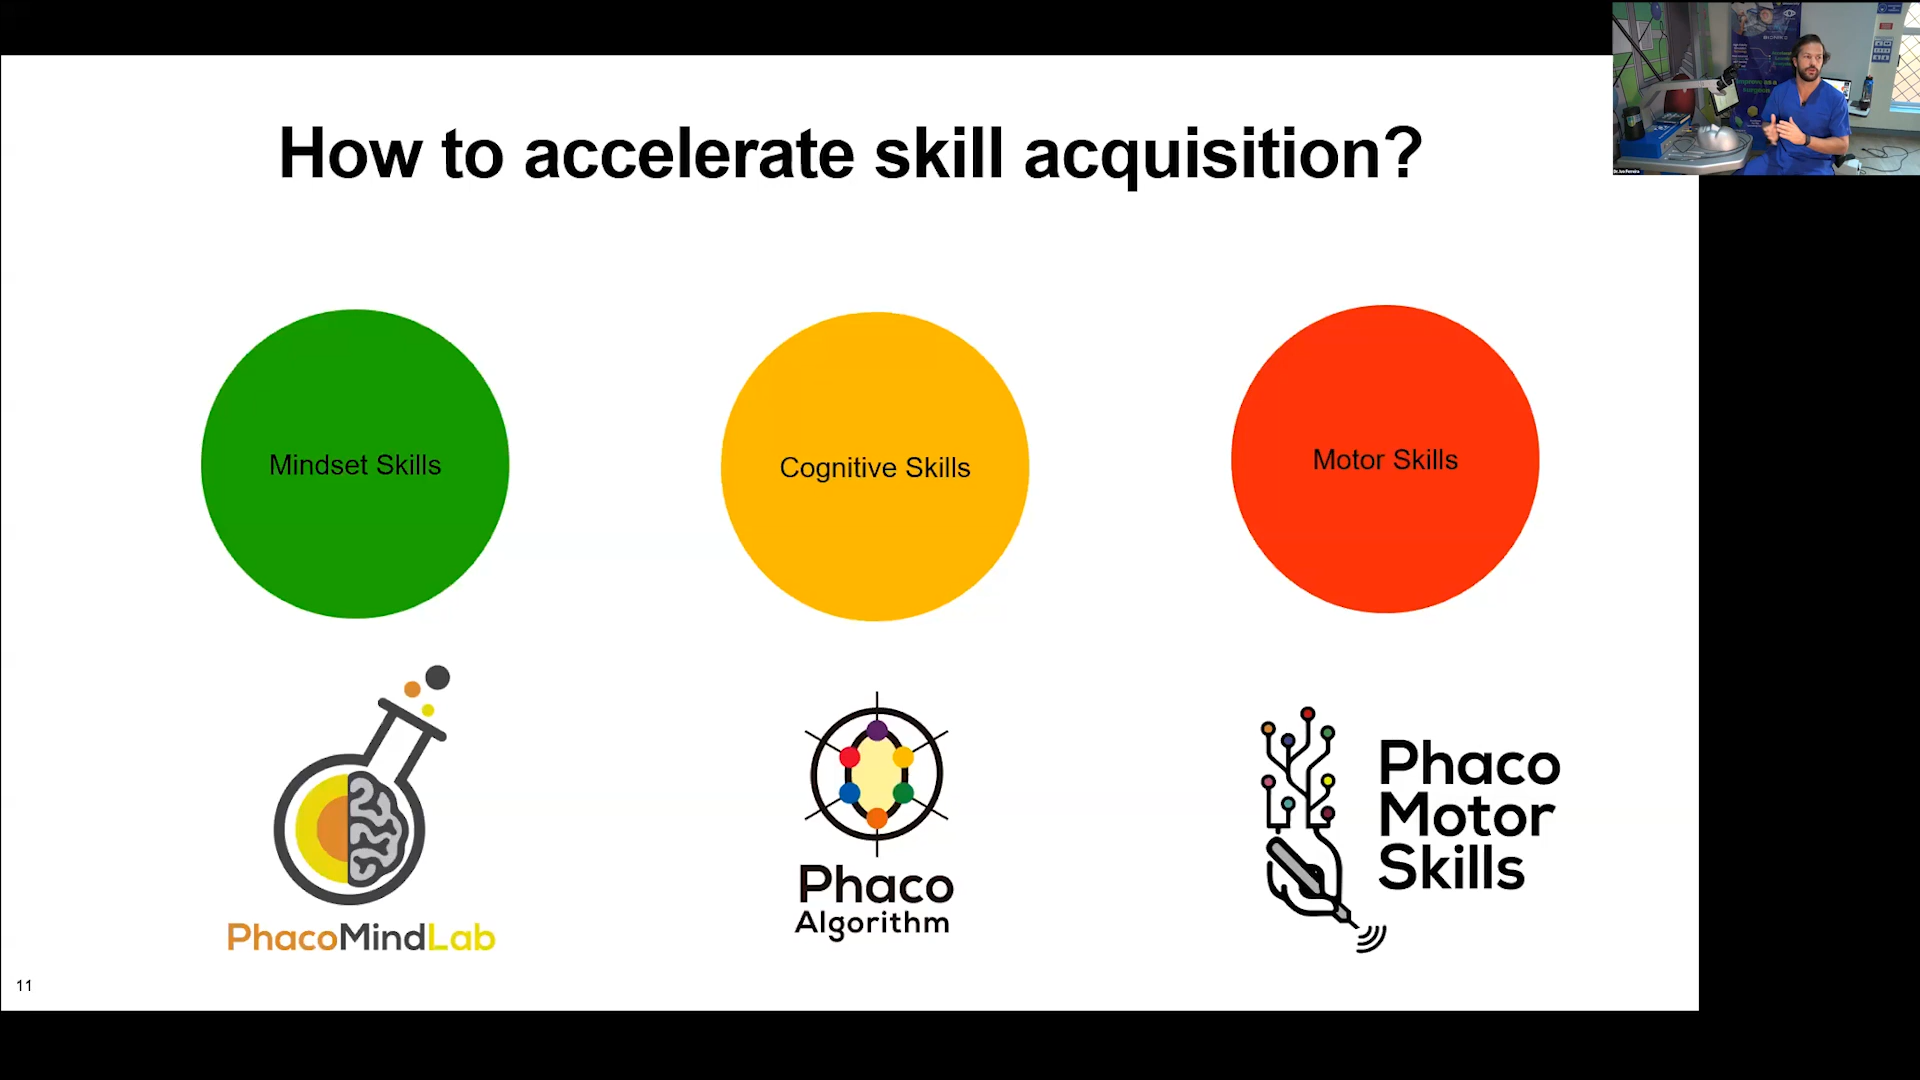 How to accelerate skill acquisition?
Mindset Skills
Cognitive Skills
Motor Skills
PhacoMindLab
Phaco
Algorithm
Phaco
Motor
Skills
11